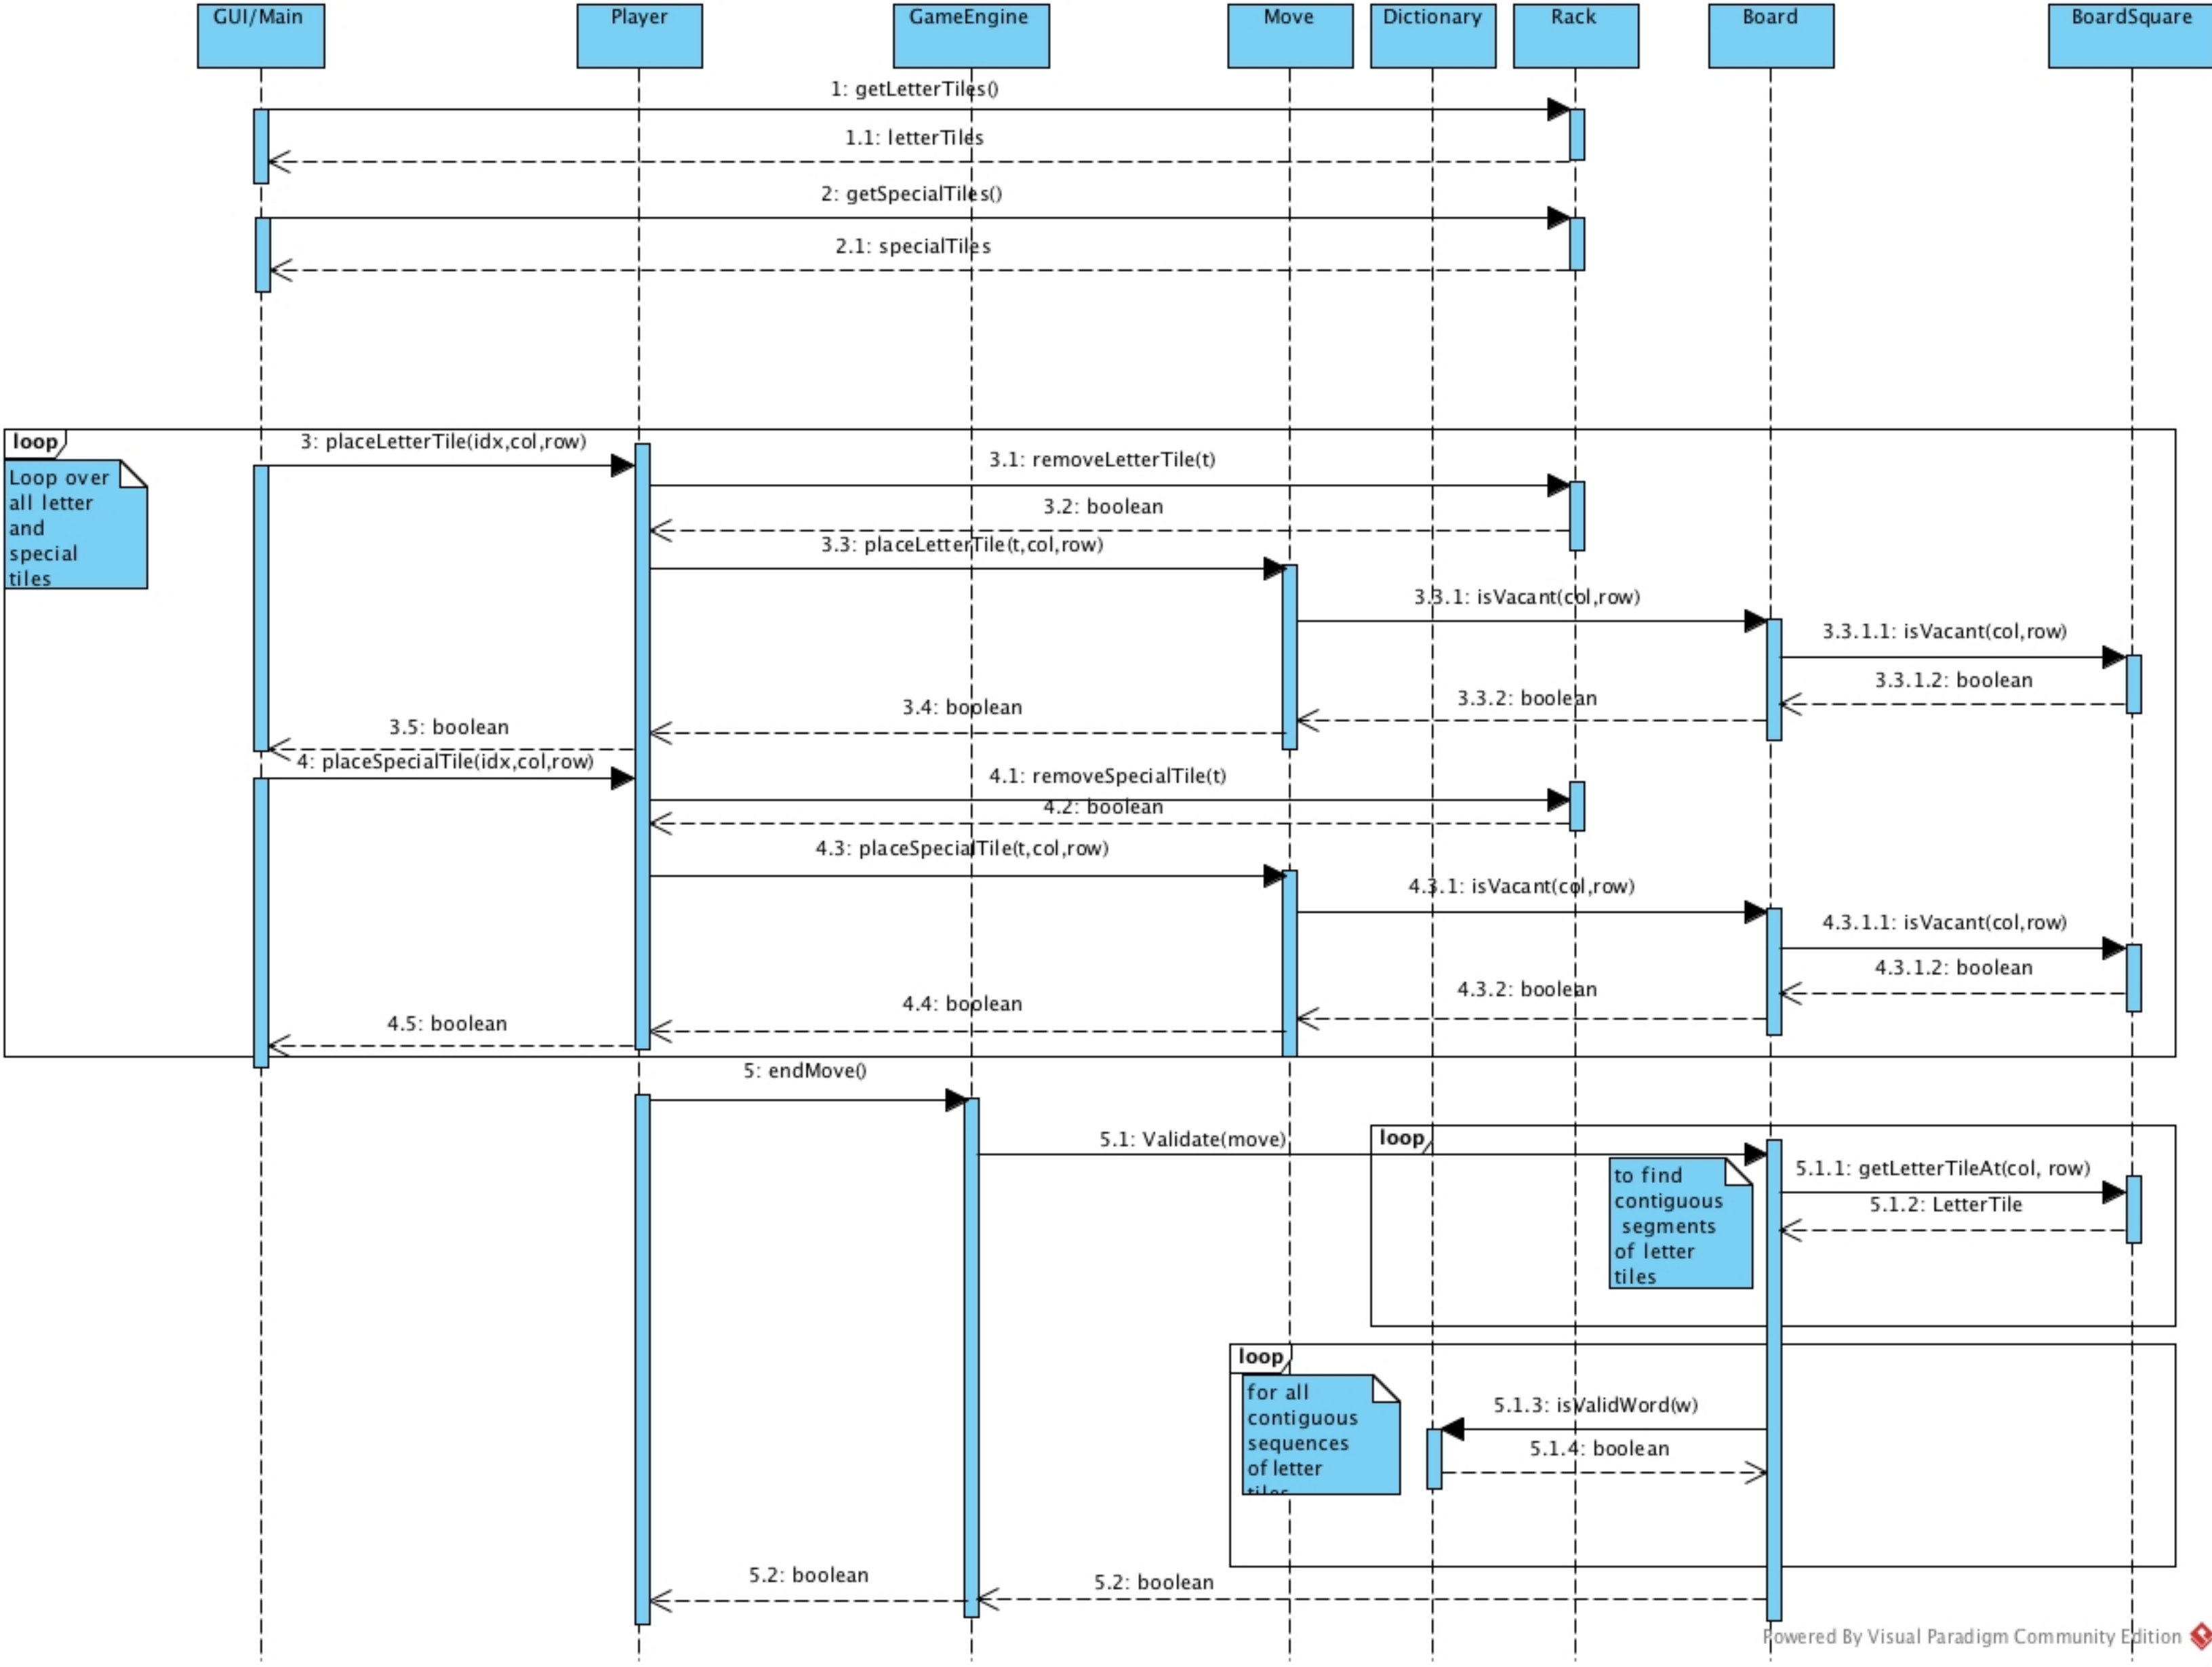 GUI/Main
Player
GameEngine
Move
Dictionary
Rack
Board
BoardSquare
1: getLetterTiles()
1.1: letterTiles
2: getSpecialTiles()
2.1: specialTiles
loop
Loop over
all letter
and
special
tiles
3: placeLetterTile(idx,col,row)
3.1: removeLetterTile(t)
3.2: boolean
3.3: placeLetterTile(t,col,row)
3.3.1: isVacant(col,row)
3.3.1.1: isVacant(col,row)
3.3.1.2: boolean
3.3.2: boolean
3.4: boolean
3.5: boolean
4: placeSpecialTile(idx,col,row)
4.1: removeSpecialTile(t)
4.2: boolean
4.3: placeSpecialTile(t,col,row)
4.3.1: isVacant(col,row)
4.3.1.1: isVacant(col,row)
4.3.1.2: boolean
4.3.2: boolean
4.4: boolean
4.5: boolean
5: endMove()
5.1: Validate(move)
loop
to find
contiguous
segments
of letter
tiles
5.1.1: getLetterTileAt(col, row)
5.1.2: LetterTile
loop
for all
contiguous
sequences
of letter
tiles
5.1.3: isValidWord(w)
5.1.4: boolean
5.2: boolean
5.2: boolean
Powered By Visual Paradigm Community Edition